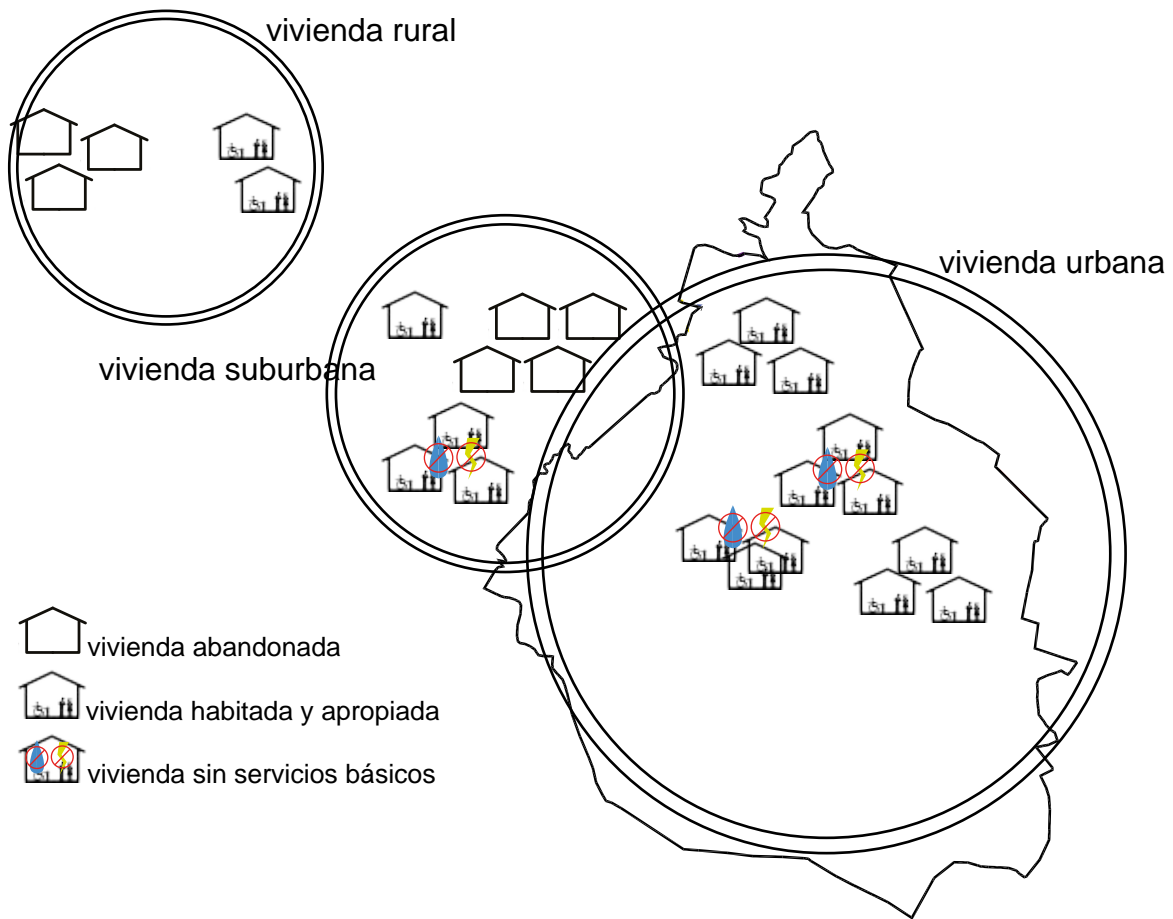 vivienda rural
vivienda urbana
vivienda suburbana
vivienda abandonada
vivienda habitada y apropiada
vivienda sin servicios básicos